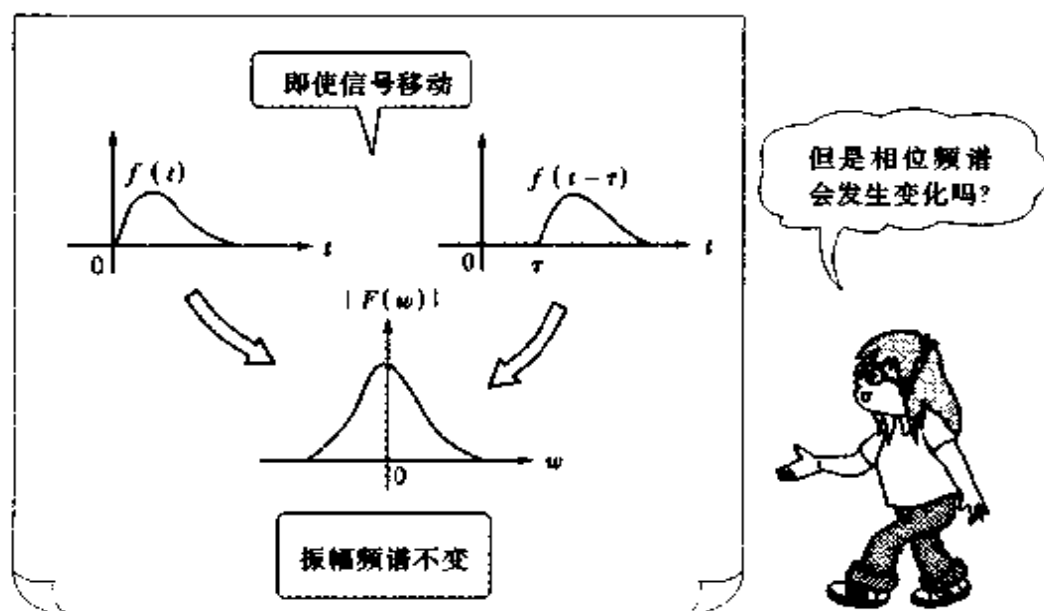 即使信号移动
f(t)
0
t
f(t-τ)
0
τ
t
|F(w)|
0
w
振幅频谱不变
但是相位频谱
会发生变化吗?